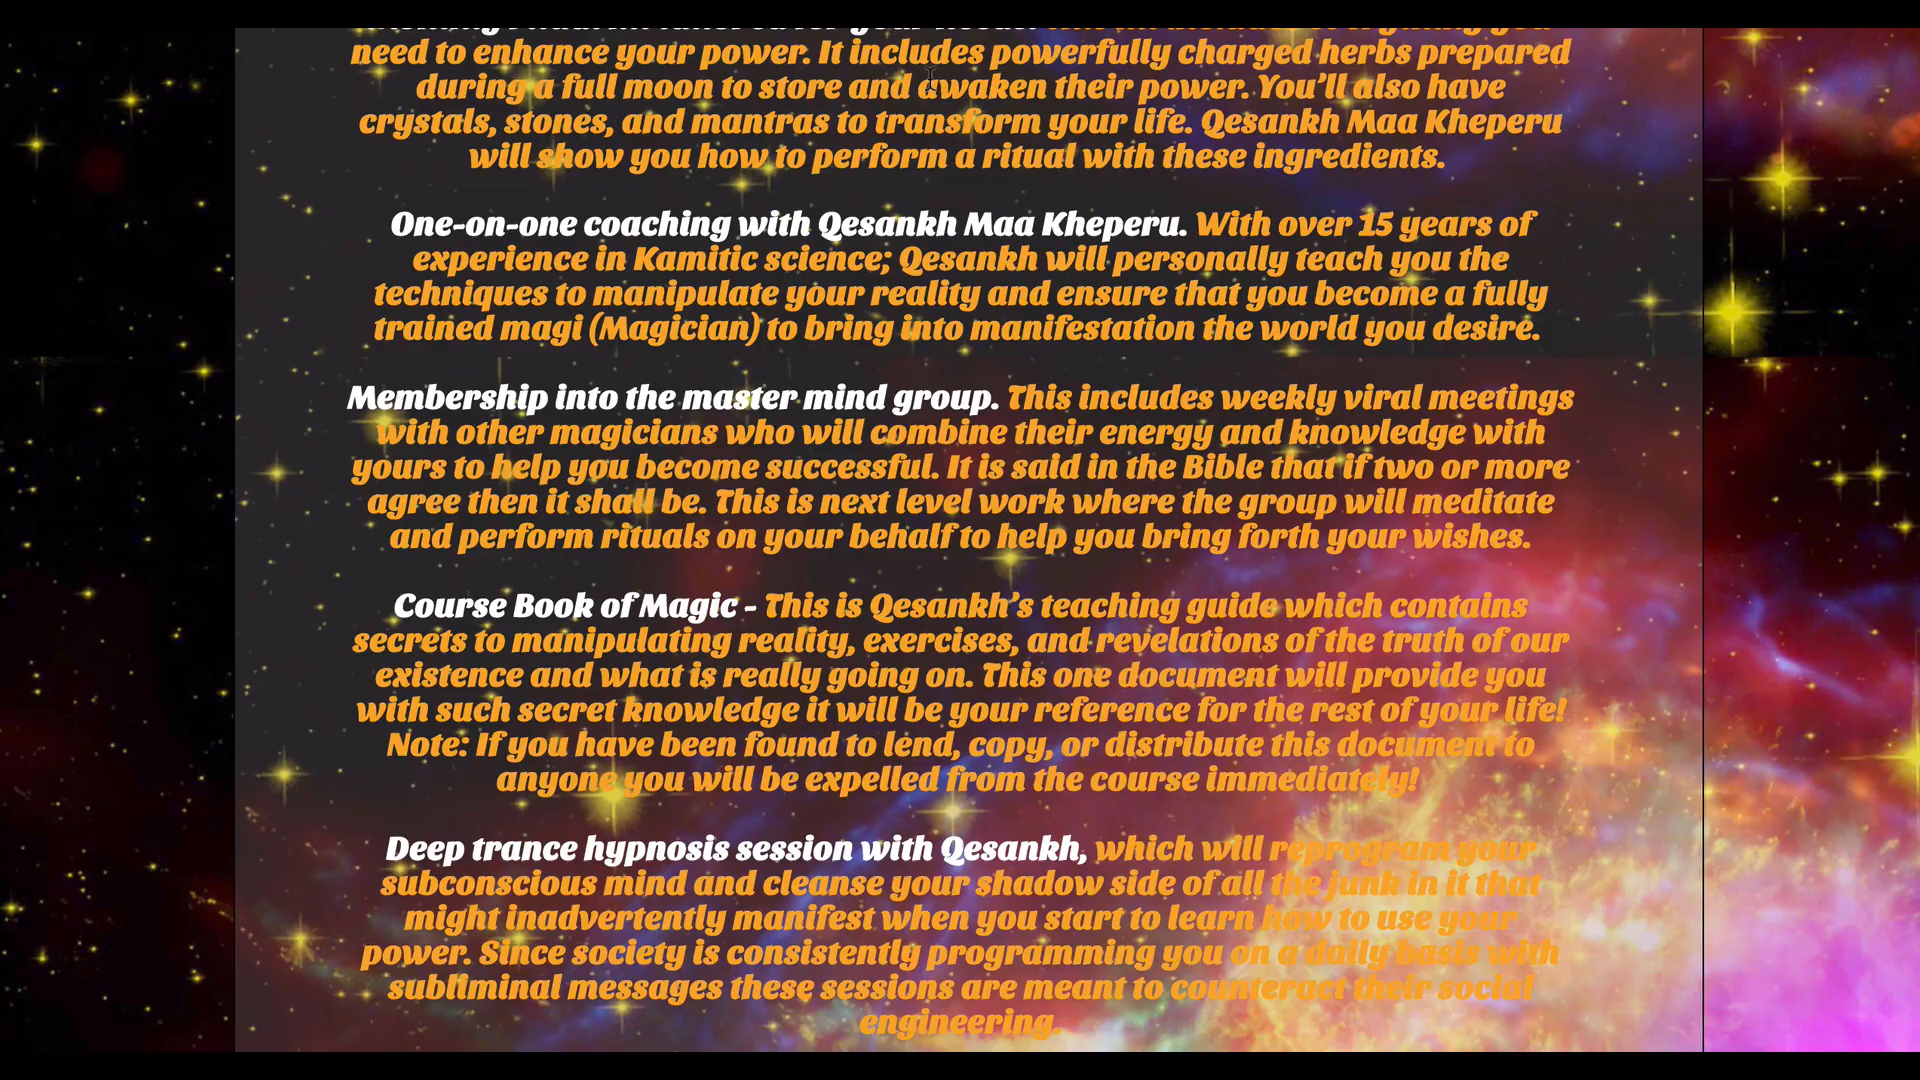 need to enhance your power. It includes powerfully charged herbs prepared
during a full moon to store and awaken their power. You’ll also have
crystals, stones, and mantras to transform your life. Qesankh Maa Kheperu
will show you how to perform a ritual with these ingredients.
One-on-one coaching with Qesankh Maa Kheperu. With over 15 years of
experience in Kamitic science; Qesankh will personally teach you the
techniques to manipulate your reality and ensure that you become a fully
trained magi (Magician) to bring into manifestation the world you desire.
Membership into the master mind group. This includes weekly viral meetings
with other magicians who will combine their energy and knowledge with
yours to help you become successful. It is said in the Bible that if two or more
agree then it shall be. This is next level work where the group will meditate
and perform rituals on your behalf to help you bring forth your wishes.
Course Book of Magic - This is Qesankh’s teaching guide which contains
secrets to manipulating reality, exercises, and revelations of the truth of our
existence and what is really going on. This one document will provide you
with such secret knowledge it will be your reference for the rest of your life!
Note: If you have been found to lend, copy, or distribute this document to
anyone you will be expelled from the course immediately!
Deep trance hypnosis session with Qesankh, which will reprogram your
subconscious mind and cleanse your shadow side of all the junk in it that
might inadvertently manifest when you start to learn how to use your
power. Since society is consistently programming you on a daily basis with
subliminal messages these sessions are meant to counteract their social
engineering.